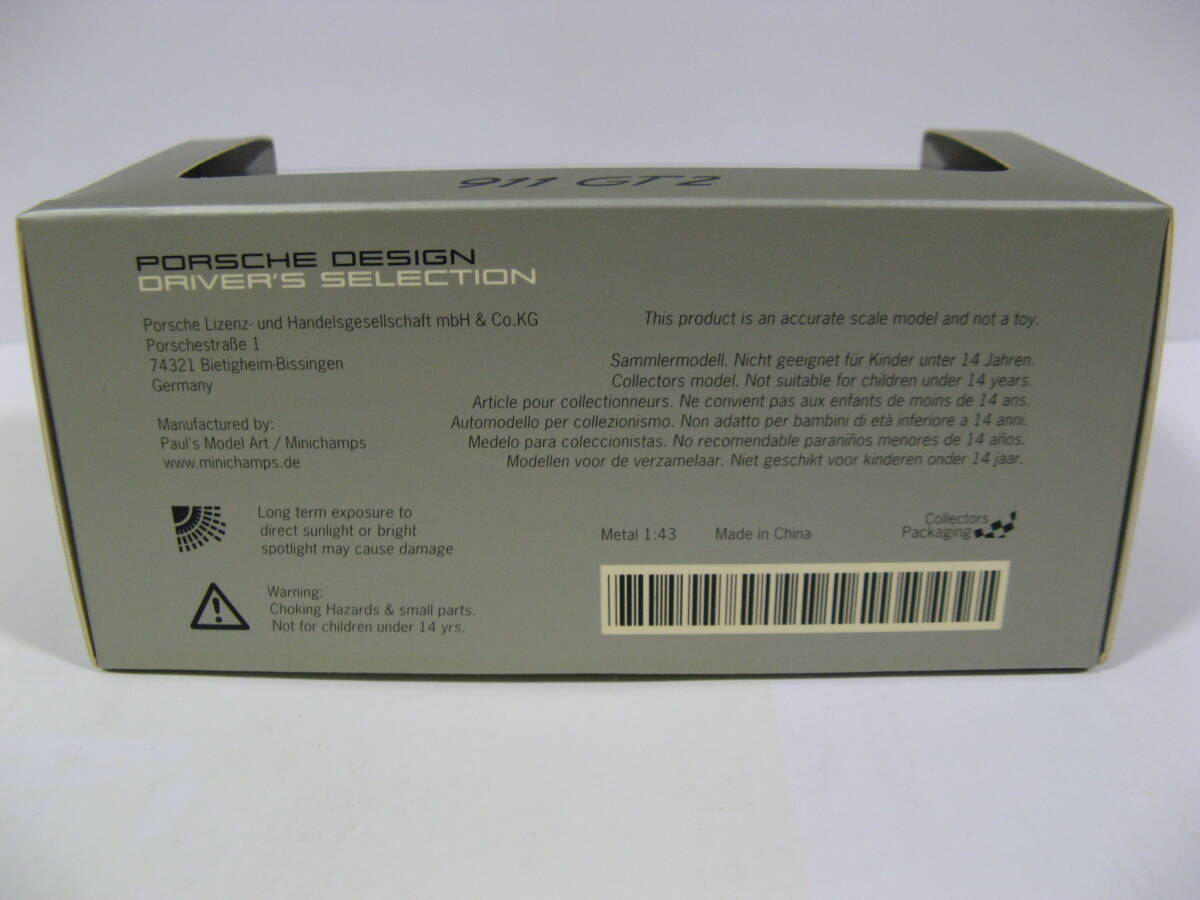 911 GT2
PORSCHE DESIGN
DRIVER'S SELECTION
Porsche Lizenz- und Handelsgesellschaft mbH & Co.KG
Porschestraße 1
74321 Bietigheim-Bissingen
Germany
Manufactured by:
Paul's Model Art / Minichamps
www.minichamps.de
This product is an accurate scale model and not a toy.
Sammlermodell. Nicht geeignet für Kinder unter 14 Jahren.
Collectors model. Not suitable for children under 14 years.
Article pour collectionneurs. Ne convient pas aux enfants de moins de 14 ans.
Automodello per collezionismo. Non adatto per bambini di età inferiore a 14 anni.
Medelo para coleccionistas. No recomendable paraniños menores de 14 años.
Modellen voor de verzamelaar. Niet geschikt voor kinderen onder 14 jaar.
Long term exposure to
direct sunlight or bright
spotlight may cause damage
Warning:
Choking Hazards & small parts.
Not for children under 14 yrs.
Metal 1:43 Made in China
Collectors
Packaging